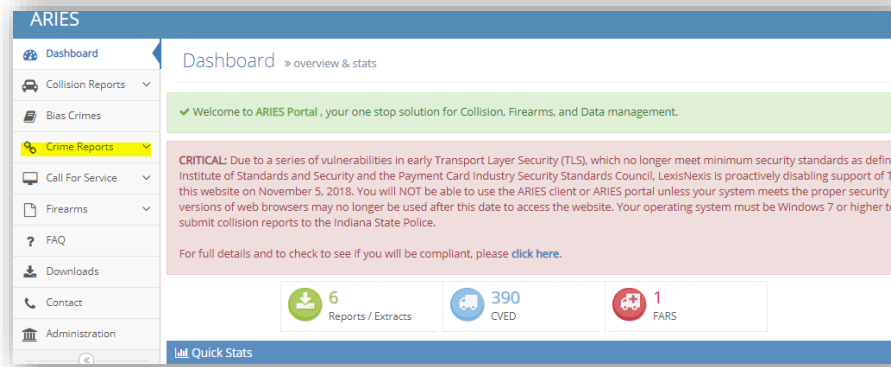 ARIES
Dashboard
Collision Reports
Bias Crimes
Crime Reports
Call For Service
Firearms
? FAQ
Downloads
Contact
Administration
Dashboard » overview & stats
Welcome to ARIES Portal , your one stop solution for Collision, Firearms, and Data management.
CRITICAL: Due to a series of vulnerabilities in early Transport Layer Security (TLS), which no longer meet minimum security standards as
Institute of Standards and Security and the Payment Card Industry Security Standards Council, LexisNexis is proactively disabling support of
this website on November 5, 2018. You will NOT be able to use the ARIES client or ARIES portal unless your system meets the proper security
versions of web browsers may no longer be used after this date to access the website. Your operating system must be Windows 7 or higher
submit collision reports to the Indiana State Police.
For full details and to check to see if you will be compliant, please click here.
6
Reports / Extracts
390
CVED
1
FARS
Quick Stats